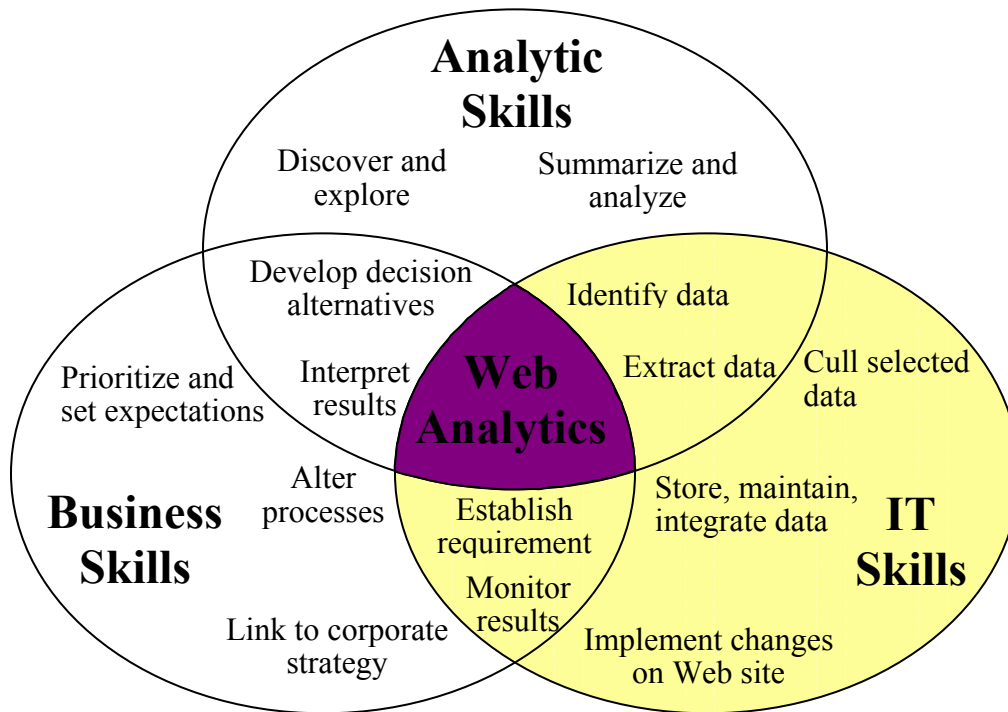 Analytic
Skills
Discover and
explore
Summarize and
analyze
Develop decision
alternatives
Identify data
Prioritize and
set expectations
Interpret
results
Web
Analytics
Extract data
Cull selected
data
Business
Skills
Alter
processes
Establish
requirement
Store, maintain,
integrate data
IT
Skills
Monitor
results
Link to corporate
strategy
Implement changes
on Web site